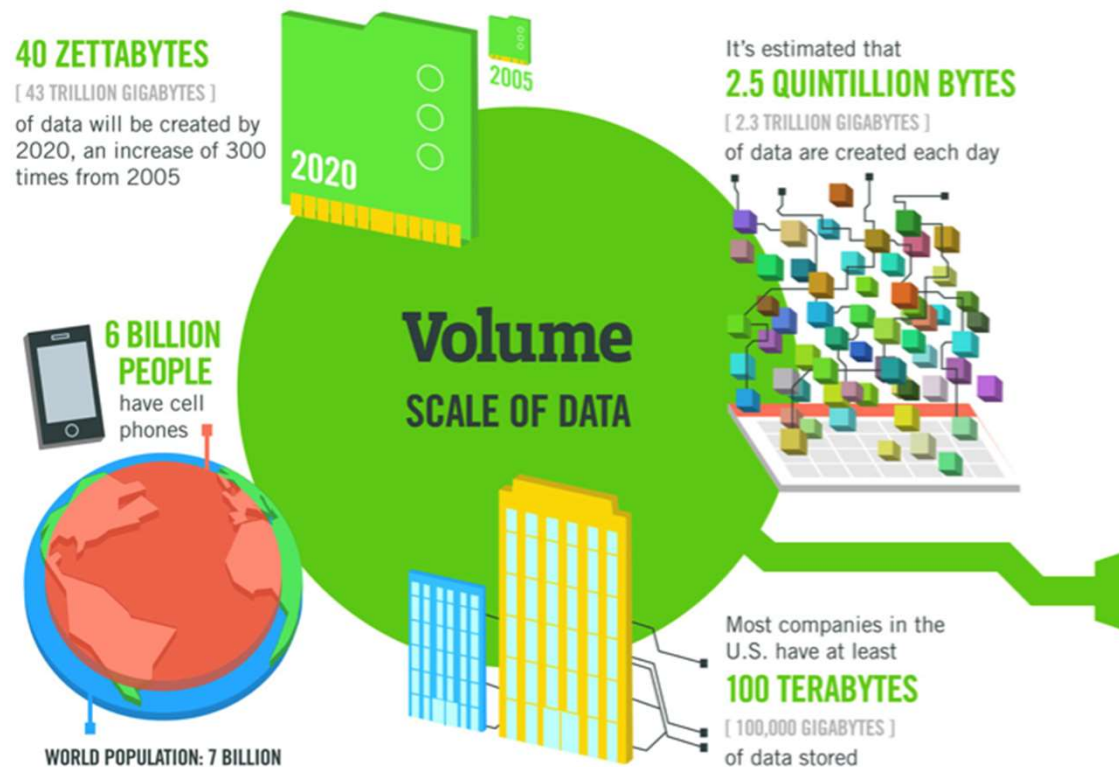 40 ZETTABYTES
[ 43 TRILLION GIGABYTES ]
of data will be created by
2020, an increase of 300
times from 2005
2020
2005
It's estimated that
2.5 QUINTILLION BYTES
[ 2.3 TRILLION GIGABYTES ]
of data are created each day
6 BILLION
PEOPLE
have cell
phones
WORLD POPULATION: 7 BILLION
Volume
SCALE OF DATA
Most companies in the
U.S. have at least
100 TERABYTES
[ 100,000 GIGABYTES ]
of data stored